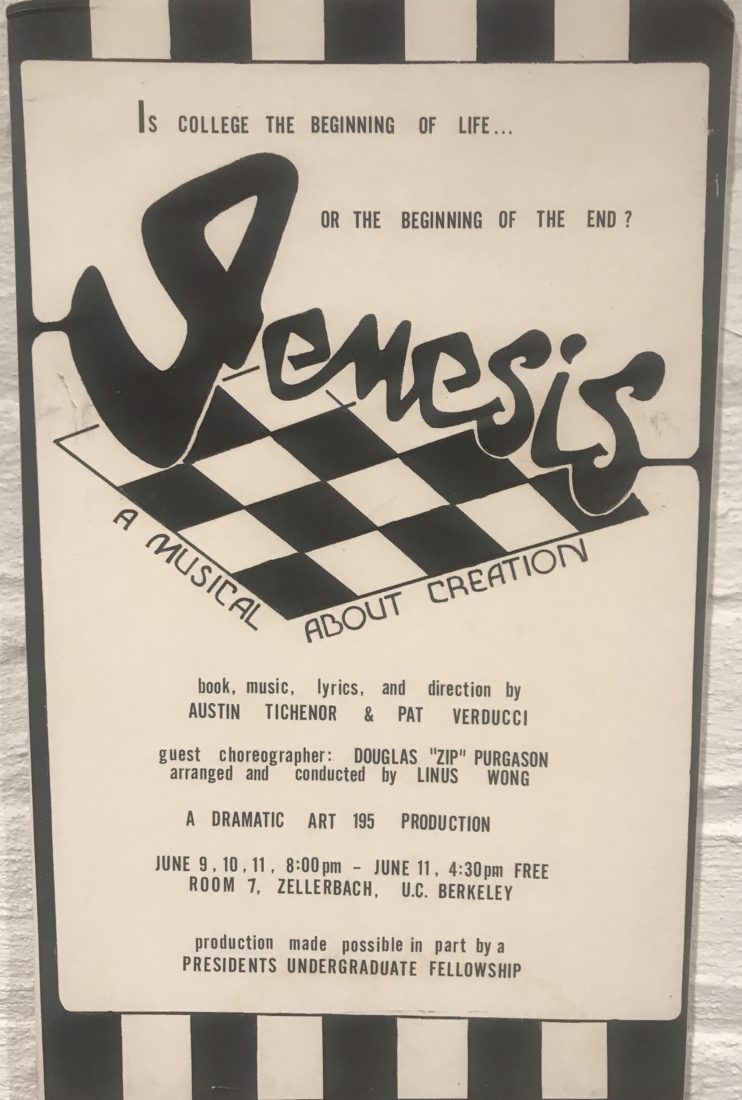 IS COLLEGE THE BEGINNING OF LIFE...
OR THE BEGINNING OF THE END?
Genesis
A MUSICAL ABOUT CREATION
book, music, lyrics, and direction by
AUSTIN TICHENOR & PAT VERDUCCI
guest choreographer: DOUGLAS "ZIP" PURGASON
arranged and conducted by LINUS WONG
A DRAMATIC ART 195 PRODUCTION
JUNE 9, 10, 11, 8:00pm – JUNE 11, 4:30pm FREE
ROOM 7, ZELLERBACH, U.C. BERKELEY
production made possible in part by a
PRESIDENTS UNDERGRADUATE FELLOWSHIP